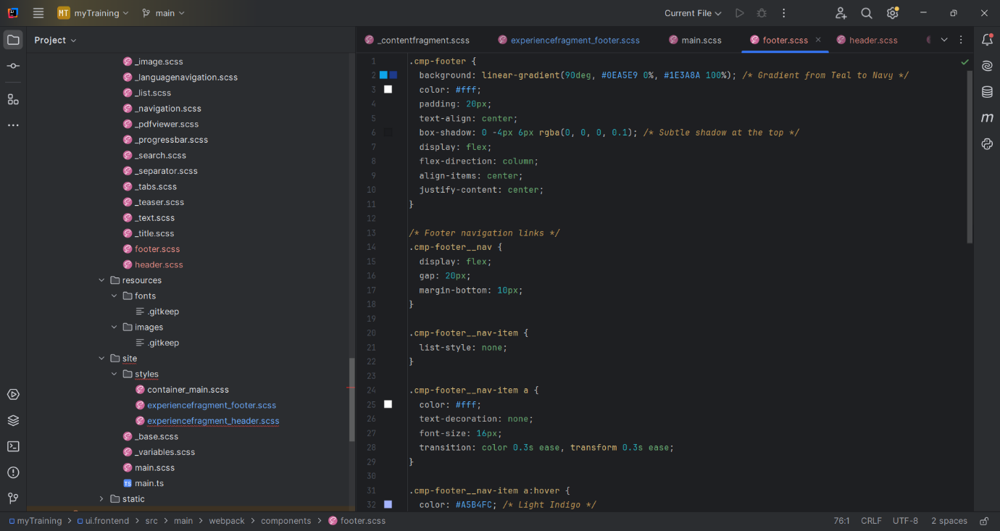 MT myTraining main Current File
Project
_contentfragment.scss experiencefragment_footer.scss main.scss footer.scss header.scss
_image.scss
_languagenavigation.scss
_list.scss
_navigation.scss
_pdfviewer.scss
_progressbar.scss
_search.scss
_separator.scss
_tabs.scss
_teaser.scss
_text.scss
_title.scss
footer.scss
header.scss
resources
fonts
.gitkeep
images
.gitkeep
site
styles
container_main.scss
experiencefragment_footer.scss
experiencefragment_header.scss
_base.scss
_variables.scss
main.scss
TS main.ts
static
1 .cmp-footer {
2 background: linear-gradient(90deg, #0EA5E9 0%, #1E3A8A 100%); /* Gradient from Teal to Navy */
3 color: #fff;
4 padding: 20px;
5 text-align: center;
6 box-shadow: 0 -4px 6px rgba(0, 0, 0, 0.1); /* Subtle shadow at the top */
7 display: flex;
8 flex-direction: column;
9 align-items: center;
10 justify-content: center;
11 }
12
13 /* Footer navigation links */
14 .cmp-footer__nav {
15 display: flex;
16 gap: 20px;
17 margin-bottom: 10px;
18 }
19
20 .cmp-footer__nav-item {
21 list-style: none;
22 }
23
24 .cmp-footer__nav-item a {
25 color: #fff;
26 text-decoration: none;
27 font-size: 16px;
28 transition: color 0.3s ease, transform 0.3s ease;
29 }
30
31 .cmp-footer__nav-item a:hover {
32 color: #A5B4FC; /* Light Indigo */
m
myTraining > ui.frontend > src > main > webpack > components > footer.scss 76:1 CRLF UTF-8 2 spaces